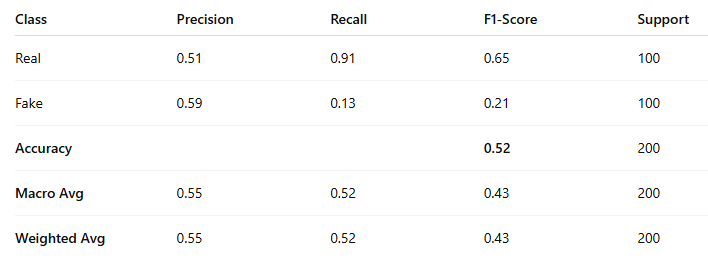 Class Precision Recall F1-Score Support
Real 0.51 0.91 0.65 100
Fake 0.59 0.13 0.21 100
Accuracy 0.52 200
Macro Avg 0.55 0.52 0.43 200
Weighted Avg 0.55 0.52 0.43 200